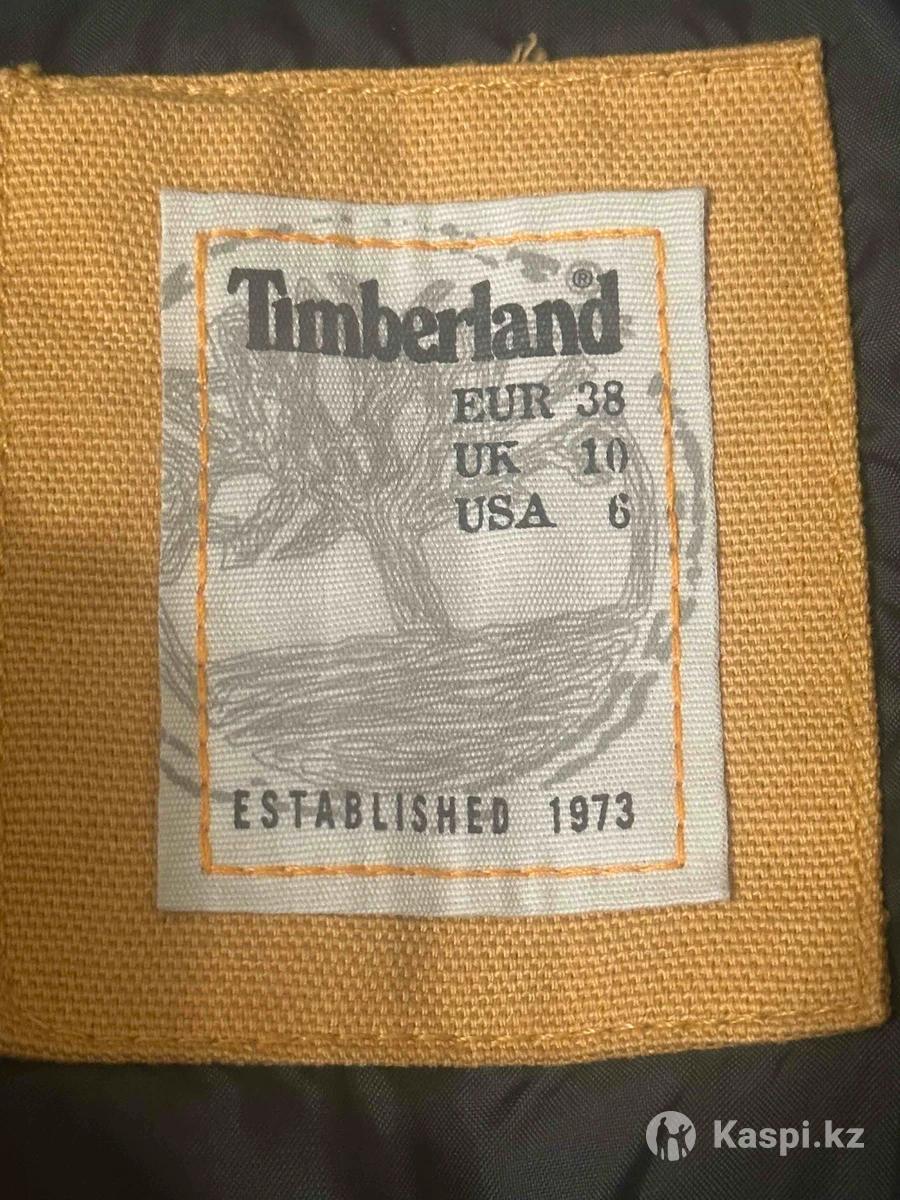 Timberland®
EUR 38
UK 10
USA 6
ESTABLISHED 1973
Kaspi.kz